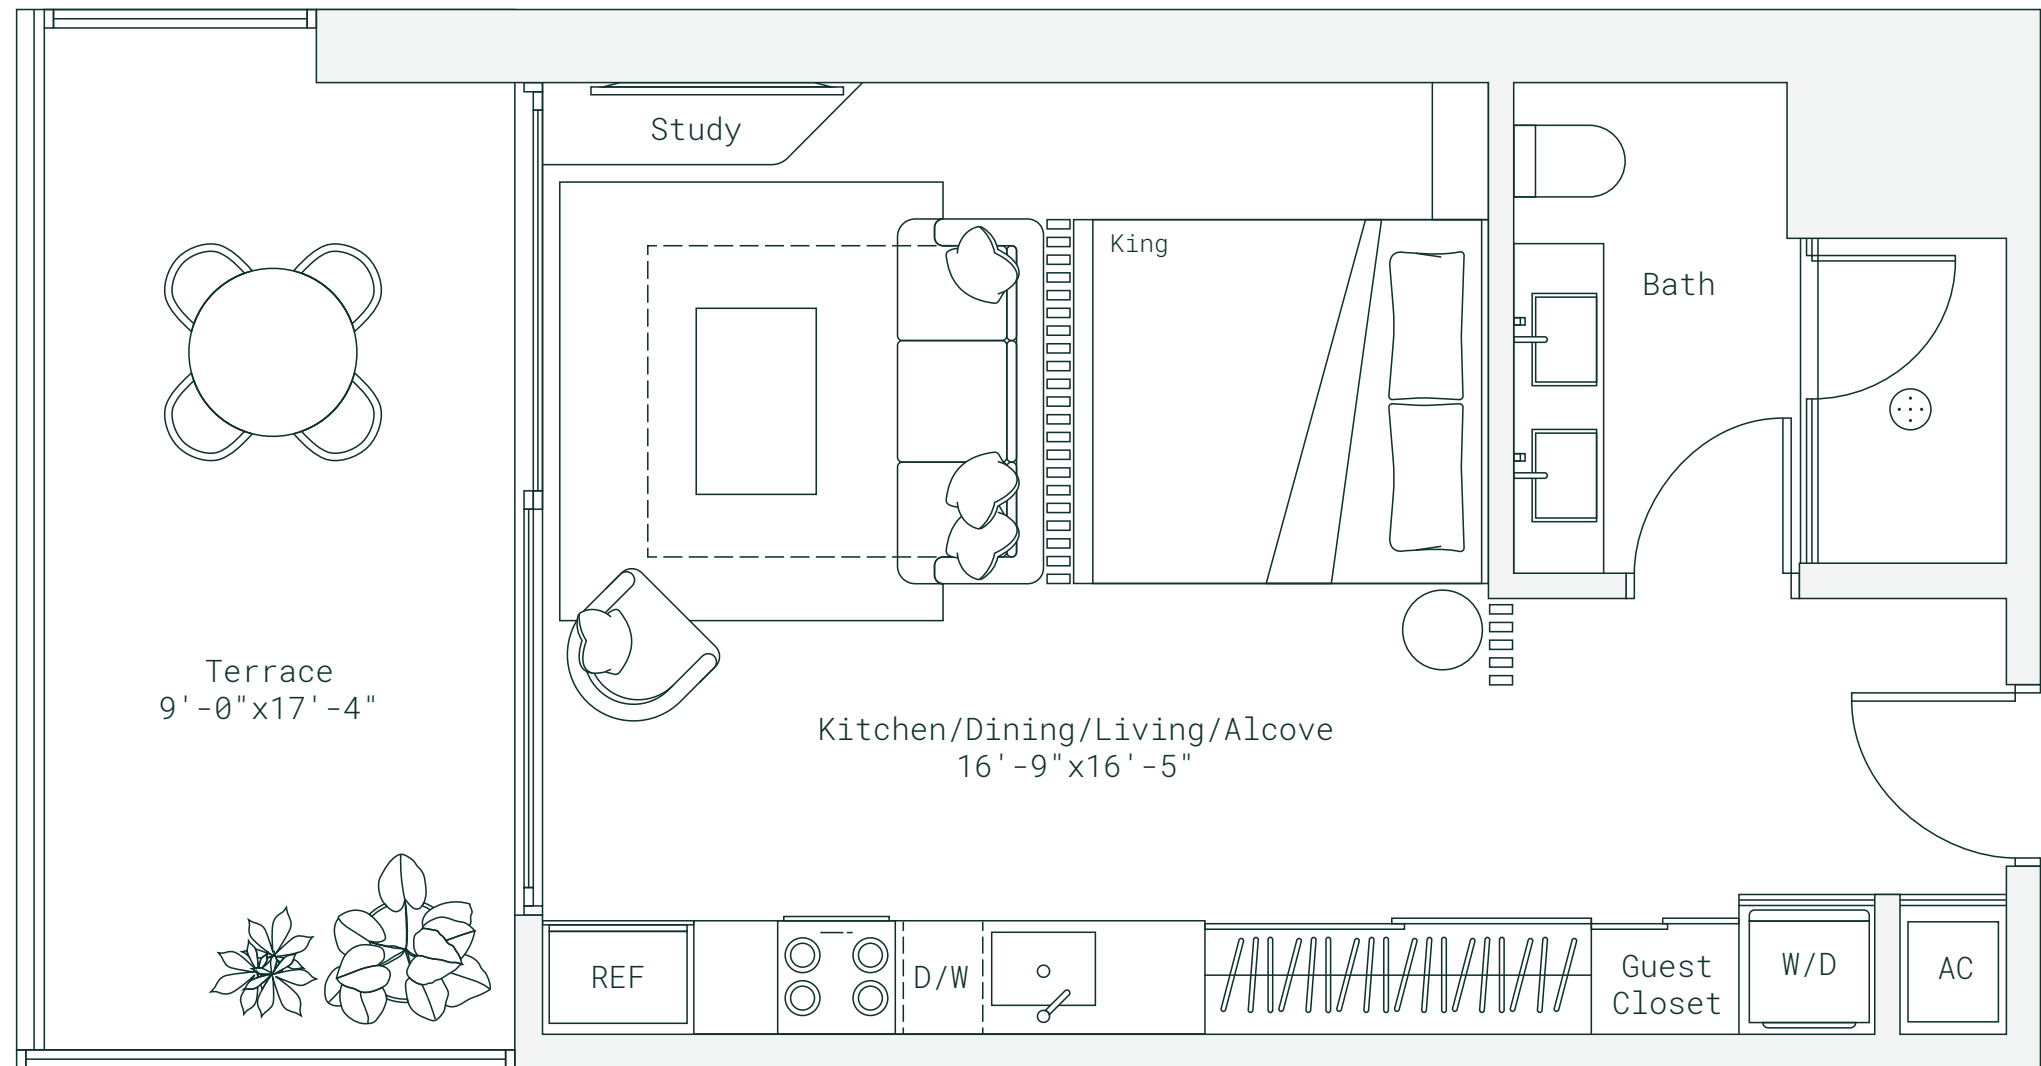 Study
King
Bath
Terrace
9'-0"x17'-4"
Kitchen/Dining/Living/Alcove
16'-9"x16'-5"
REF
D/W
Guest
Closet
W/D
AC